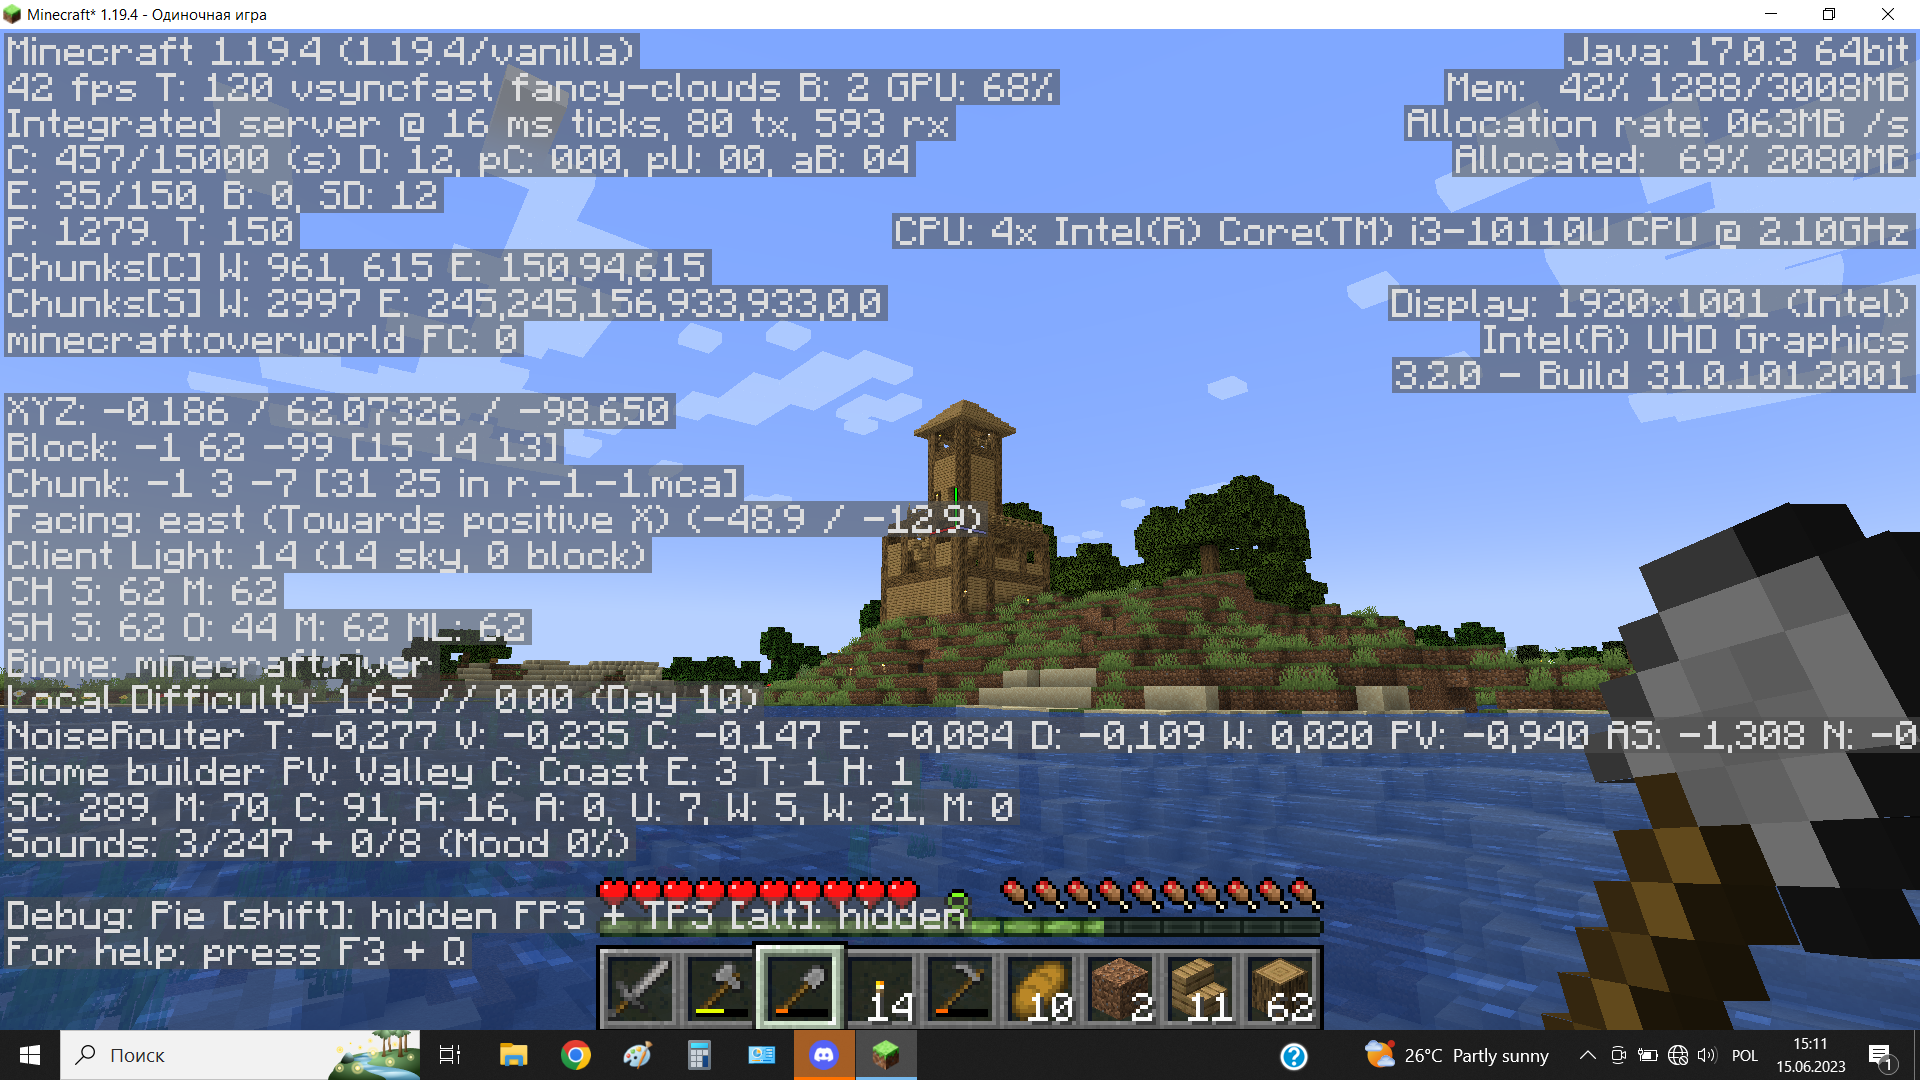 Minecraft* 1.19.4 - Одиночная игра
Minecraft 1.19.4 (1.19.4/vanilla)
42 fps T: 120 vsyncfast fancy-clouds B: 2 GPU: 68%
Integrated server @ 16 ms ticks, 80 tx, 593 rx
C: 457/15000 (s) D: 12, pC: 000, pU: 00, aB: 04
E: 35/150, B: 0, SD: 12
P: 1279. T: 150
Chunks[C] W: 961, 615 E: 150,94,615
Chunks[S] W: 2997 E: 245,245,156,933,933,0,0
minecraft:overworld FC: 0
XYZ: -0.186 / 62.07326 / -98.650
Block: -1 62 -99 [15 14 13]
Chunk: -1 3 -7 [31 25 in r.-1.-1.mca]
Facing: east (Towards positive X) (-48.9 / -12.9)
Client Light: 14 (14 sky, 0 block)
CH S: 62 M: 62
SH S: 62 O: 44 M: 62 ML: 62
Biome: minecraft:river
Local Difficulty: 1.65 // 0.00 (Day 10)
NoiseRouter T: -0,277 V: -0,235 C: -0,147 E: -0,084 D: -0,109 W: 0,020 PV: -0,940 AS: -1,308 N: -0
Biome builder PV: Valley C: Coast E: 3 T: 1 H: 1
SC: 289, M: 70, C: 91, A: 16, A: 0, U: 7, W: 5, W: 21, M: 0
Sounds: 3/247 + 0/8 (Mood 0%)
Debug: Pie [shift]: hidden FPS + TPS [alt]: hidden
For help: press F3 + Q
Java: 17.0.3 64bit
Mem: 42% 1288/3008MB
Allocation rate: 063MB /s
Allocated: 69% 2080MB
CPU: 4x Intel(R) Core(TM) i3-10110U CPU @ 2.10GHz
Display: 1920x1001 (Intel)
Intel(R) UHD Graphics
3.2.0 - Build 31.0.101.2001
8
14 10 2 11 62
Поиск
26°C Partly sunny
POL
15:11
15.06.2023
1